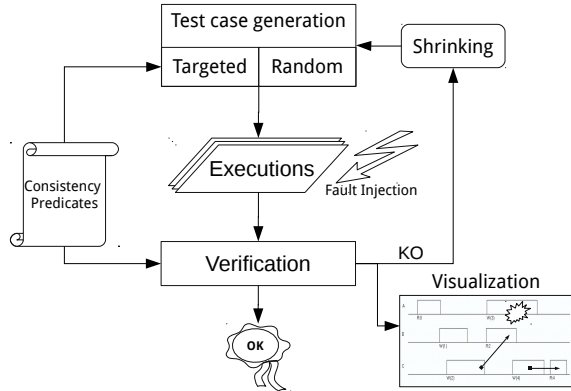 Test case generation
Targeted
Random
Shrinking
Executions
Fault Injection
Consistency
Predicates
Verification
KO
Visualization
OK
A
B
C